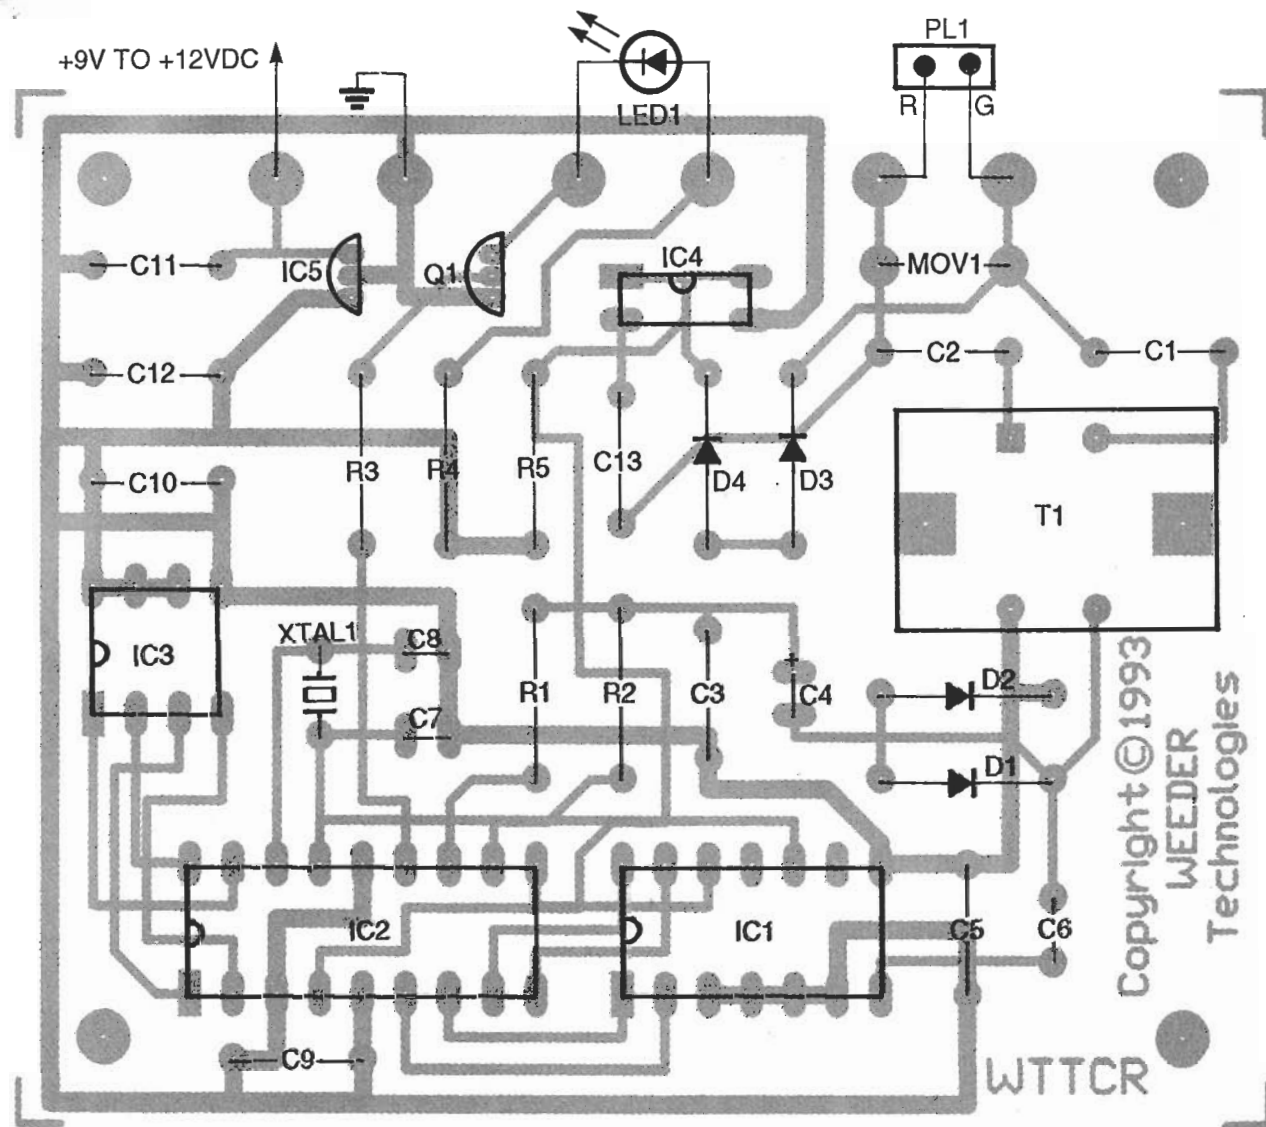 +9V TO +12VDC
LED1
PL1
R G
C11
IC5
Q1
IC4
MOV1
C12
C2
C1
C10
R3
R4
R5
C13
D4
D3
T1
XTAL1
C8
IC3
R1
R2
C3
+
C4
D2
C7
D1
IC2
IC1
C5
C6
C9
Copyright © 1993
WEEDER
Technologies
WTTCR